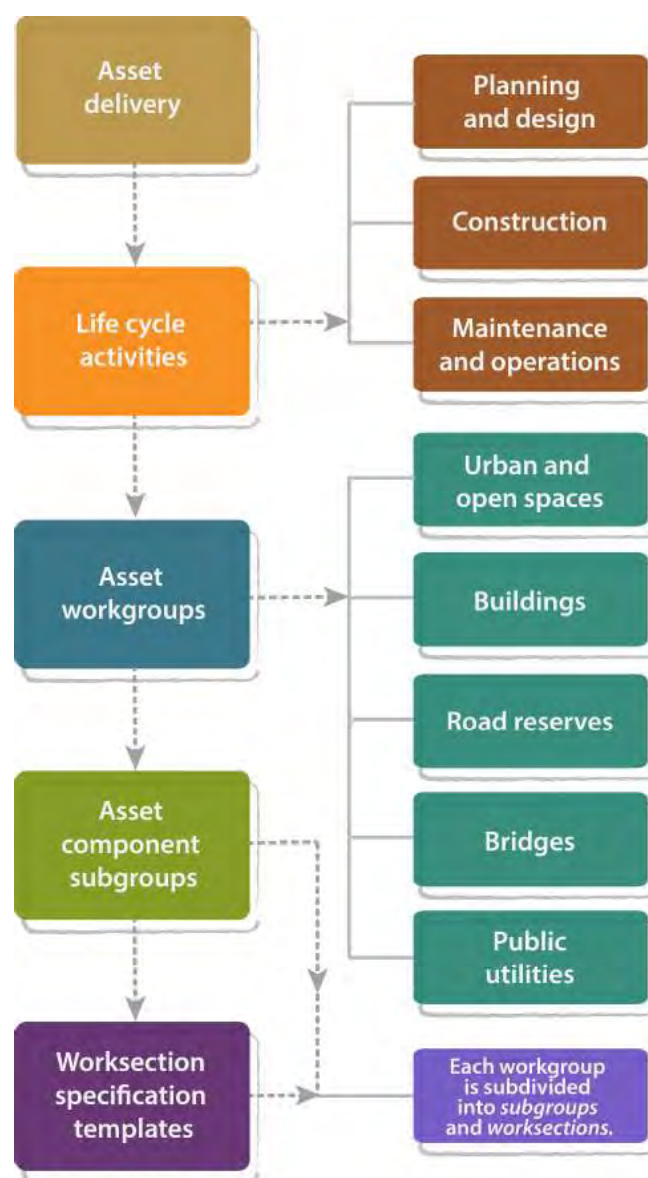 Asset
delivery
Planning
and design
Construction
Life cycle
activities
Maintenance
and operations
Urban and
open spaces
Asset
workgroups
Buildings
Road reserves
Asset
component
subgroups
Bridges
Public
utilities
Worksection
specification
templates
Each workgroup
is subdivided
into subgroups
and worksections.